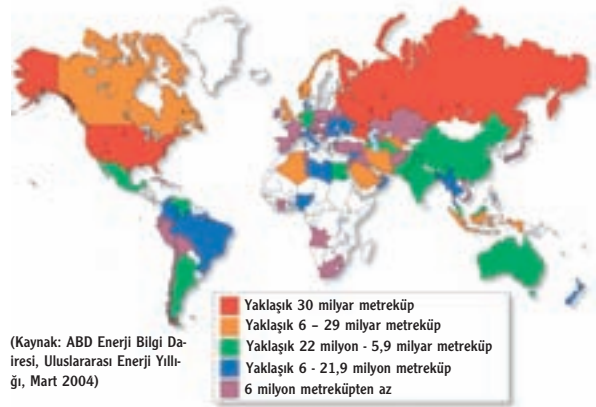 Yaklaşık 30 milyar metreküp
Yaklaşık 6 – 29 milyar metreküp
Yaklaşık 22 milyon - 5,9 milyar metreküp
Yaklaşık 6 - 21,9 milyon metreküp
6 milyon metreküpten az
(Kaynak: ABD Enerji Bilgi Da-
iresi, Uluslararası Enerji Yıllı-
ğı, Mart 2004)